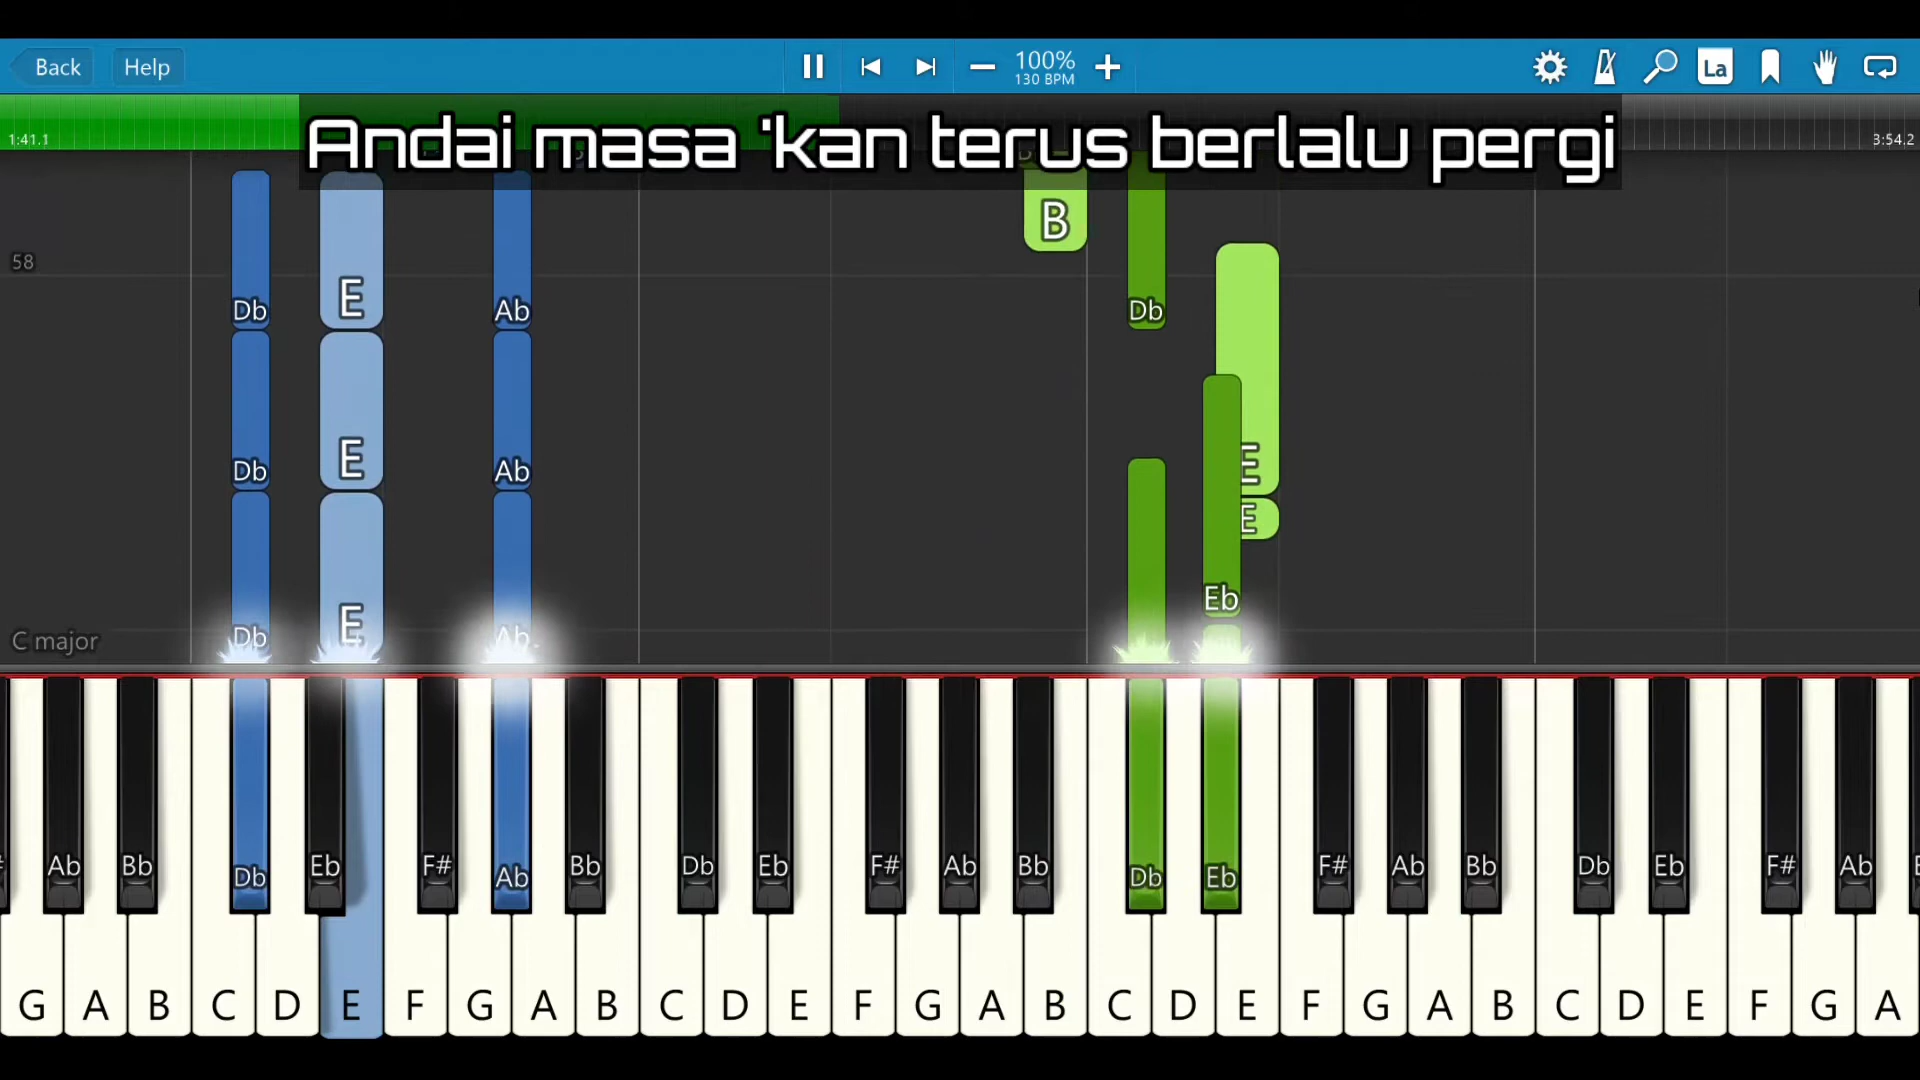 Back Help 100% La
130 BPM
1:41.1 Andai masa 'kan terus berlalu pergi 3:54.2
B
58
Db E Ab Db
Db E Ab E
E
Eb
Db E Ab
C major
Ab Bb Db Eb F# Ab Bb Db Eb F# Ab Bb Db Eb F# Ab Bb Db Eb F# Ab
G A B C D E F G A B C D E F G A B C D E F G A B C D E F G A